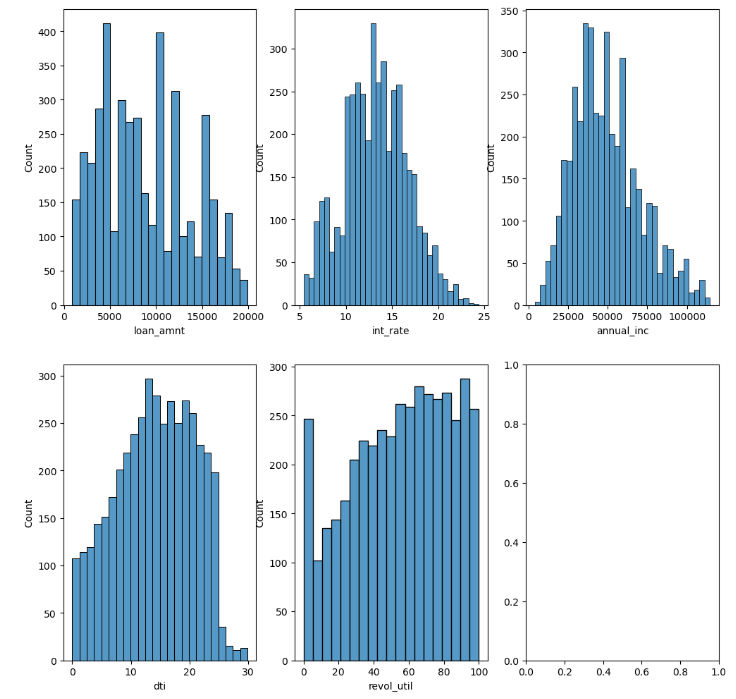 400
350
300
250
200
150
100
50
0
Count
0 5000 10000 15000 20000
loan_amnt
300
250
200
150
100
50
0
Count
5 10 15 20 25
int_rate
350
300
250
200
150
100
50
0
Count
0 25000 50000 75000 100000
annual_inc
300
250
200
150
100
50
0
Count
0 10 20 30
dti
300
250
200
150
100
50
0
Count
0 20 40 60 80 100
revol_util
1.0
0.8
0.6
0.4
0.2
0.0
0.0 0.2 0.4 0.6 0.8 1.0